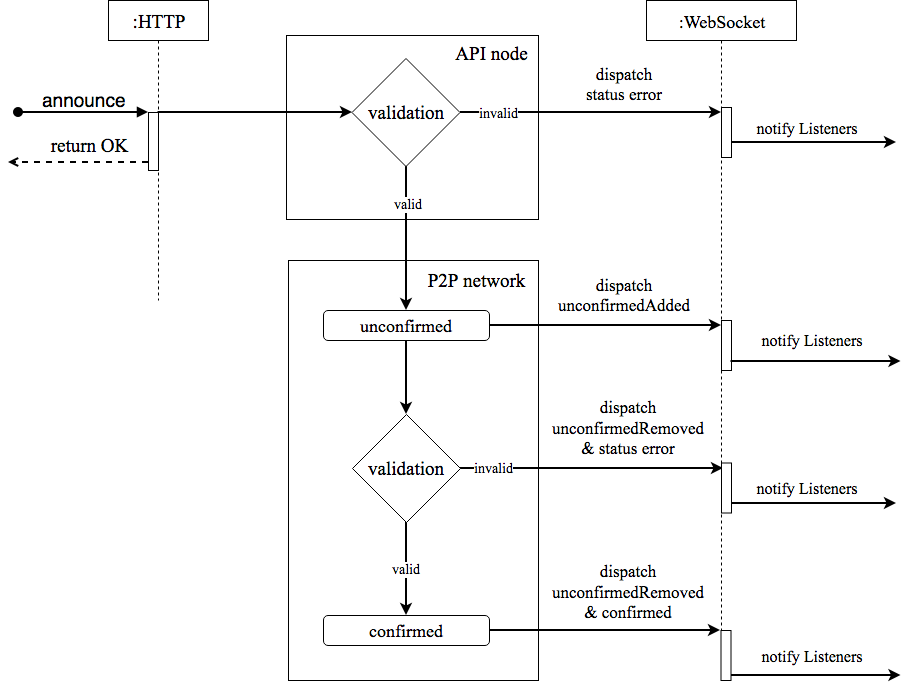 :HTTP
:WebSocket
API node
announce
validation
invalid
dispatch
status error
notify Listeners
return OK
valid
P2P network
dispatch
unconfirmedAdded
unconfirmed
notify Listeners
dispatch
unconfirmedRemoved
& status error
validation
invalid
notify Listeners
valid
dispatch
unconfirmedRemoved
& confirmed
confirmed
notify Listeners